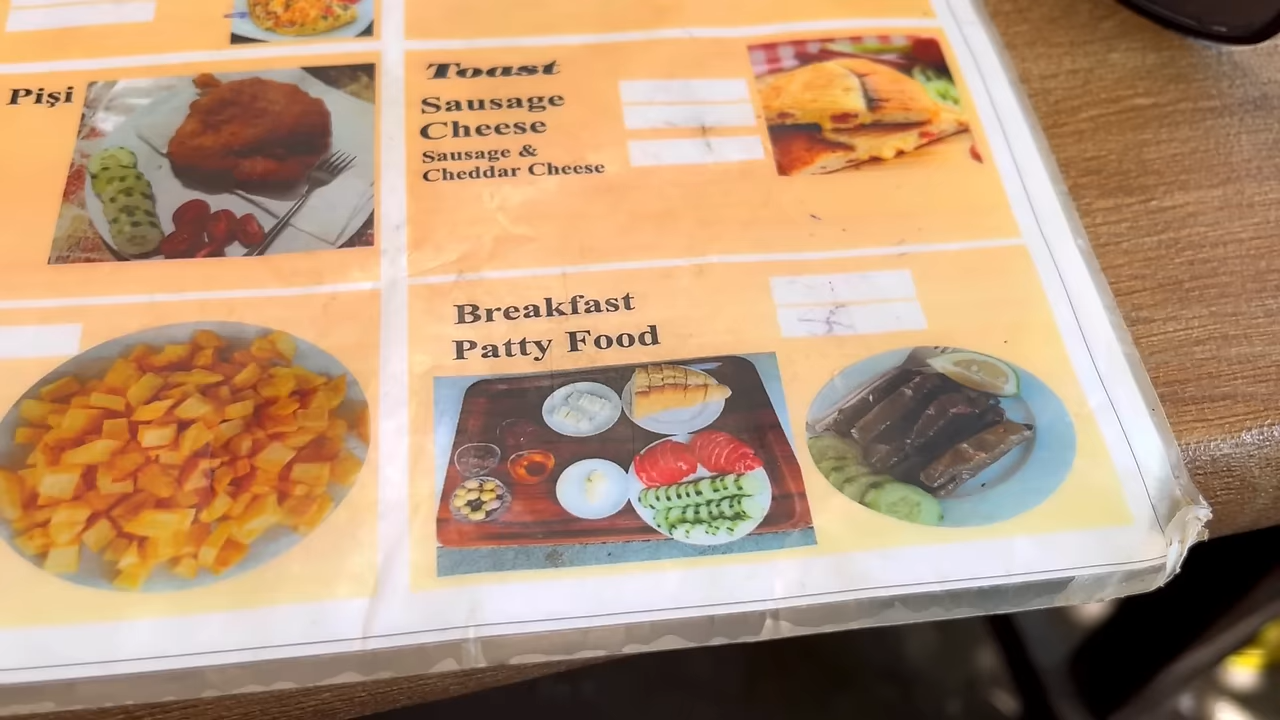 Pişi
Toast
Sausage
Cheese
Sausage &
Cheddar Cheese
Breakfast
Patty Food